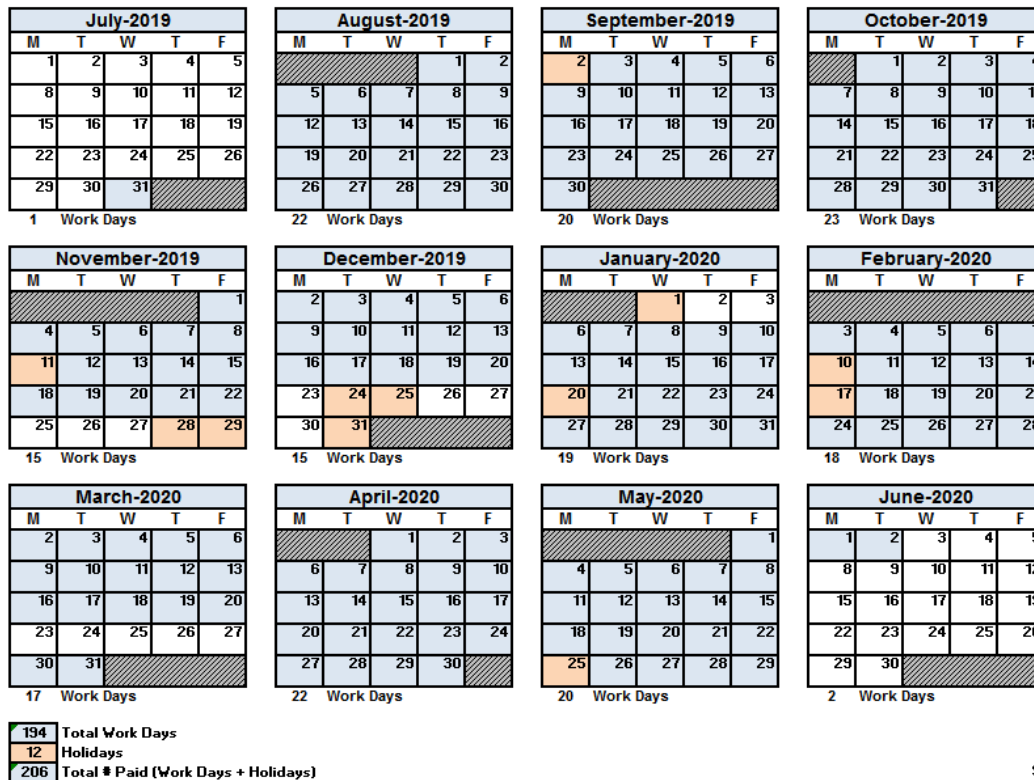 July-2019
M T W T F
1 2 3 4 5
8 9 10 11 12
15 16 17 18 19
22 23 24 25 26
29 30 31
1 Work Days
August-2019
M T W T F
1 2
5 6 7 8 9
12 13 14 15 16
19 20 21 22 23
26 27 28 29 30
22 Work Days
September-2019
M T W T F
2 3 4 5 6
9 10 11 12 13
16 17 18 19 20
23 24 25 26 27
30
20 Work Days
October-2019
M T W T F
1 2 3 4
7 8 9 10
14 15 16 17 18
21 22 23 24 25
28 29 30 31
23 Work Days
November-2019
M T W T F
1
4 5 6 7 8
11 12 13 14 15
18 19 20 21 22
25 26 27 28 29
15 Work Days
December-2019
M T W T F
2 3 4 5 6
9 10 11 12 13
16 17 18 19 20
23 24 25 26 27
30 31
15 Work Days
January-2020
M T W T F
1 2 3
6 7 8 9 10
13 14 15 16 17
20 21 22 23 24
27 28 29 30 31
19 Work Days
February-2020
M T W T F
3 4 5 6
10 11 12 13 14
17 18 19 20
24 25 26 27 28
18 Work Days
March-2020
M T W T F
2 3 4 5 6
9 10 11 12 13
16 17 18 19 20
23 24 25 26 27
30 31
17 Work Days
April-2020
M T W T F
1 2 3
6 7 8 9 10
13 14 15 16 17
20 21 22 23 24
27 28 29 30
22 Work Days
May-2020
M T W T F
1
4 5 6 7 8
11 12 13 14 15
18 19 20 21 22
25 26 27 28 29
20 Work Days
June-2020
M T W T F
1 2 3 4 5
8 9 10 11 12
15 16 17 18 19
22 23 24 25 26
29 30
2 Work Days
194 Total Work Days
12 Holidays
206 Total # Paid (Work Days + Holidays)